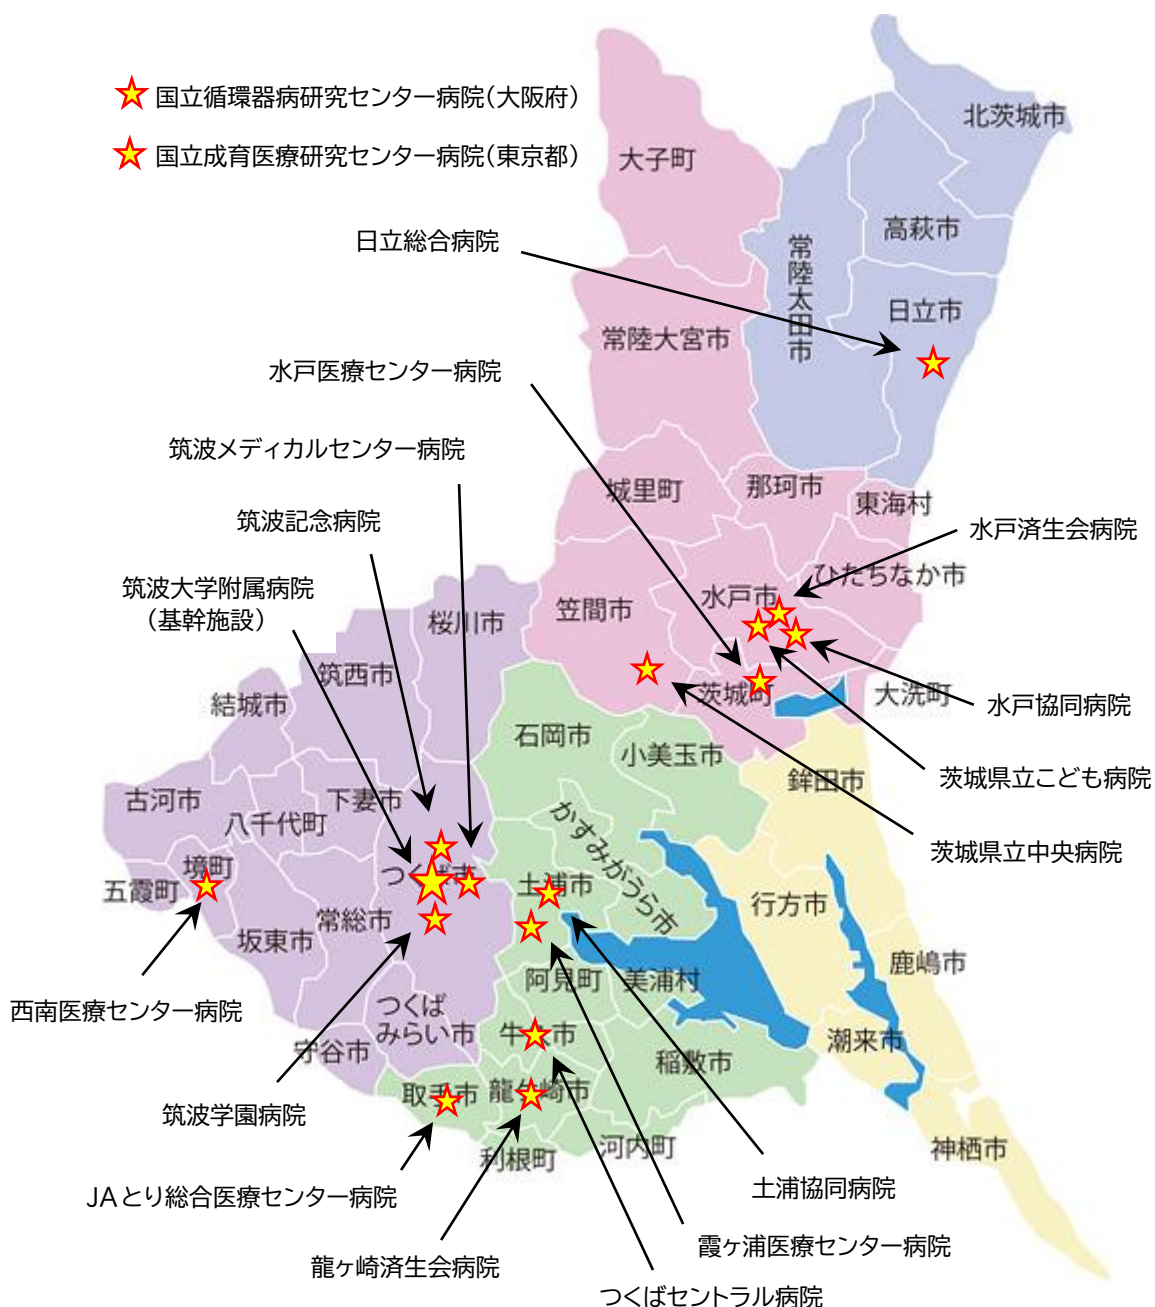 国立循環器病研究センター病院(大阪府)
国立成育医療研究センター病院(東京都)
北茨城市
大子町
高萩市
日立総合病院
常陸太田市
日立市
常陸大宮市
水戸医療センター病院
筑波メディカルセンター病院
城里町
那珂市
東海村
筑波記念病院
水戸済生会病院
筑波大学附属病院
(基幹施設)
ひたちなか市
水戸市
笠間市
桜川市
筑西市
結城市
茨城町
大洗町
水戸協同病院
石岡市
小美玉市
鉾田市
茨城県立こども病院
古河市
下妻市
八千代町
かすみがうら市
茨城県立中央病院
境町
五霞町
つくば市
土浦市
行方市
常総市
坂東市
鹿嶋市
阿見町
美浦村
西南医療センター病院
つくば
みらい市
守谷市
牛久市
稲敷市
潮来市
取手市
龍ケ崎市
筑波学園病院
利根町
河内町
神栖市
JAとり総合医療センター病院
土浦協同病院
龍ヶ崎済生会病院
霞ヶ浦医療センター病院
つくばセントラル病院